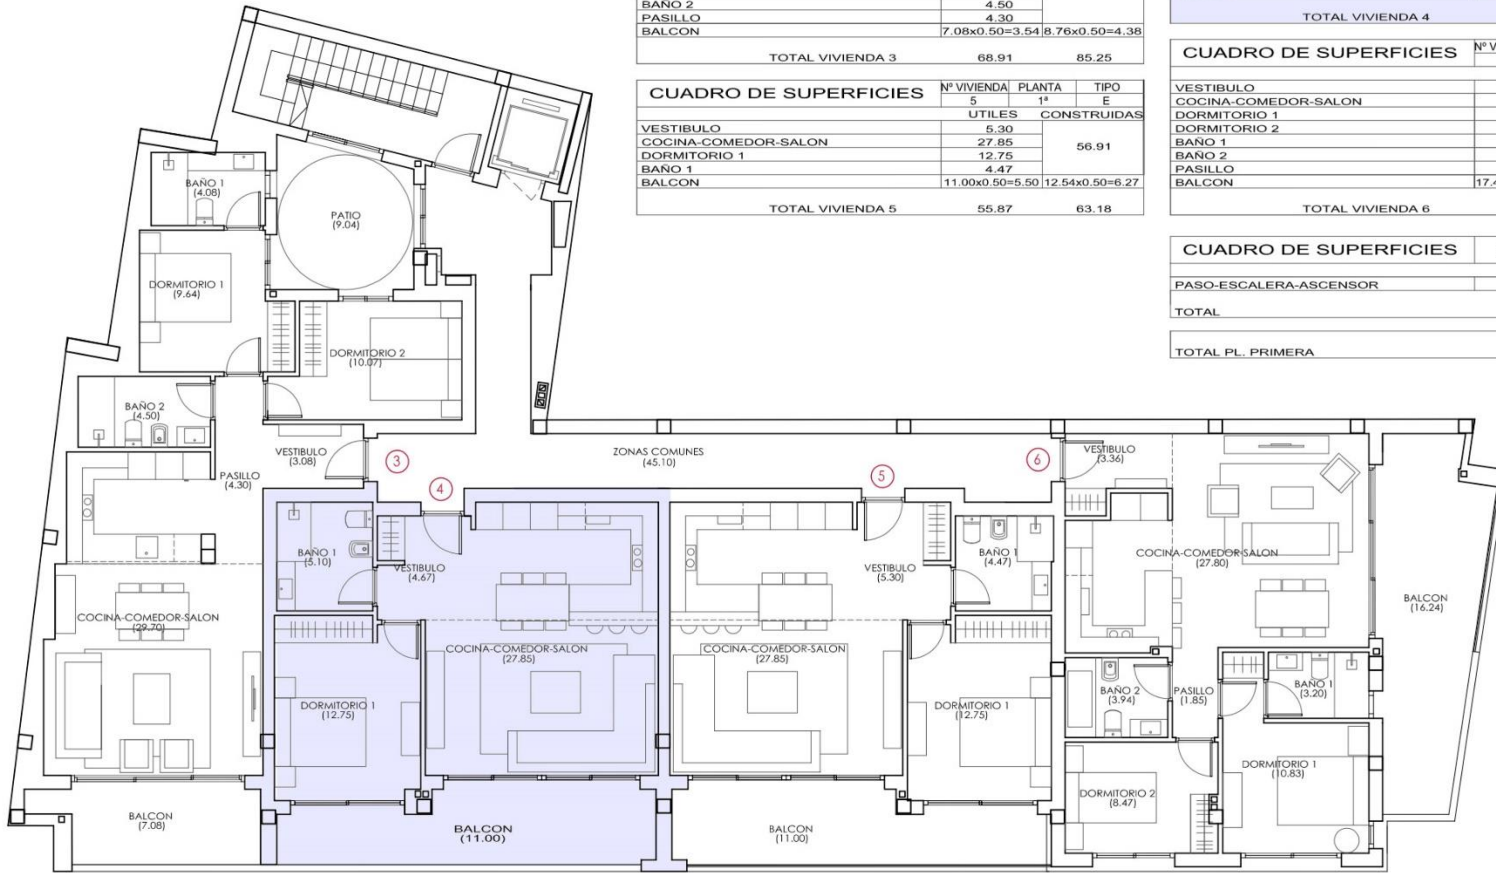 BAÑO 2 4.50
PASILLO 4.30
BALCON 7.08x0.50=3.54 8.76x0.50=4.38
TOTAL VIVIENDA 3 68.91 85.25
TOTAL VIVIENDA 4
CUADRO DE SUPERFICIES Nº VIVIENDA PLANTA TIPO
5 1ª E
UTILES CONSTRUIDAS
VESTIBULO 5.30
COCINA-COMEDOR-SALON 27.85
DORMITORIO 1 12.75
56.91
BAÑO 1 4.47
BALCON 11.00x0.50=5.50 12.54x0.50=6.27
TOTAL VIVIENDA 5 55.87 63.18
CUADRO DE SUPERFICIES Nº V
VESTIBULO
COCINA-COMEDOR-SALON
DORMITORIO 1
DORMITORIO 2
BAÑO 1
BAÑO 2
PASILLO
BALCON 17.4
TOTAL VIVIENDA 6
CUADRO DE SUPERFICIES
PASO-ESCALERA-ASCENSOR
TOTAL
TOTAL PL. PRIMERA
BAÑO 1
(4.08)
PATIO
(9.04)
DORMITORIO 1
(9.64)
DORMITORIO 2
(10.07)
BAÑO 2
(4.50)
VESTIBULO
(3.08)
PASILLO
(4.30)
3
4
ZONAS COMUNES
(45.10)
5
6
VESTIBULO
(3.36)
BAÑO 1
(5.10)
VESTIBULO
(4.67)
VESTIBULO
(5.30)
BAÑO 1
(4.47)
COCINA-COMEDOR-SALON
(27.80)
BALCON
(16.24)
COCINA-COMEDOR-SALON
(29.70)
COCINA-COMEDOR-SALON
(27.85)
COCINA-COMEDOR-SALON
(27.85)
DORMITORIO 1
(12.75)
DORMITORIO 1
(12.75)
BAÑO 2
(3.94)
PASILLO
(1.85)
BAÑO 1
(3.20)
DORMITORIO 1
(10.83)
DORMITORIO 2
(8.47)
BALCON
(7.08)
BALCON
(11.00)
BALCON
(11.00)